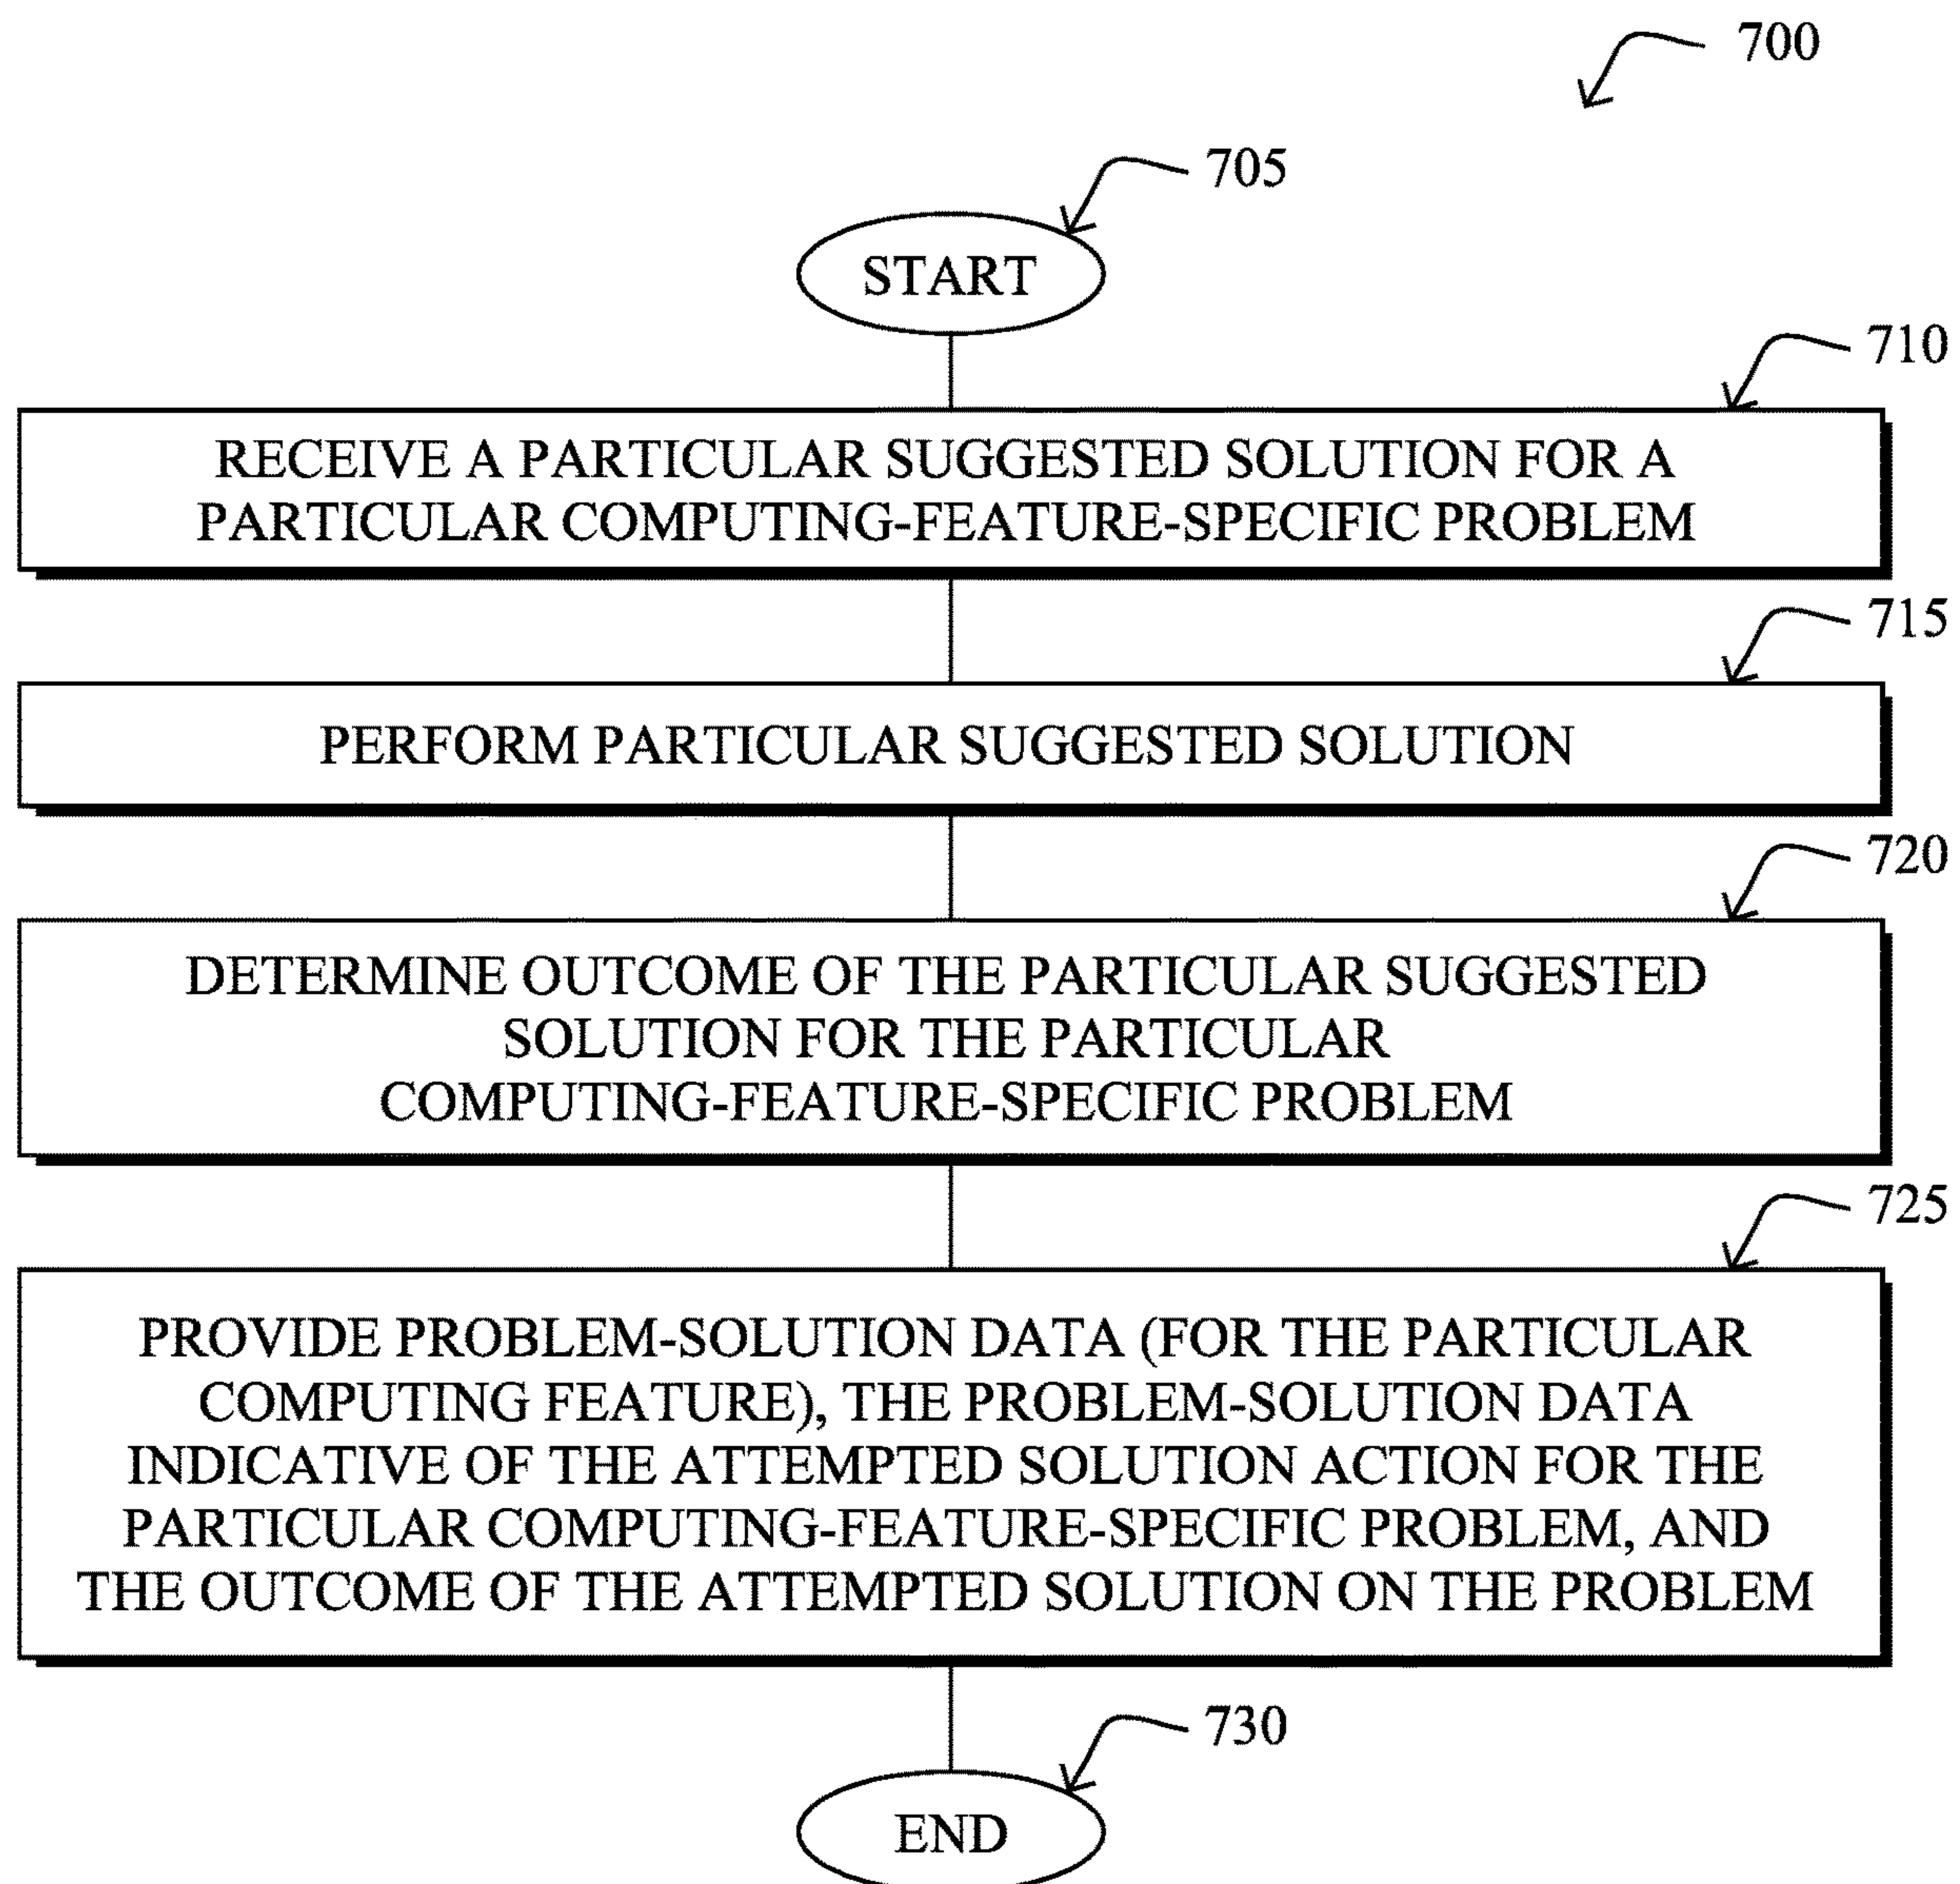 700
705
START
710
RECEIVE A PARTICULAR SUGGESTED SOLUTION FOR A
PARTICULAR COMPUTING-FEATURE-SPECIFIC PROBLEM
715
PERFORM PARTICULAR SUGGESTED SOLUTION
720
DETERMINE OUTCOME OF THE PARTICULAR SUGGESTED
SOLUTION FOR THE PARTICULAR
COMPUTING-FEATURE-SPECIFIC PROBLEM
725
PROVIDE PROBLEM-SOLUTION DATA (FOR THE PARTICULAR
COMPUTING FEATURE), THE PROBLEM-SOLUTION DATA
INDICATIVE OF THE ATTEMPTED SOLUTION ACTION FOR THE
PARTICULAR COMPUTING-FEATURE-SPECIFIC PROBLEM, AND
THE OUTCOME OF THE ATTEMPTED SOLUTION ON THE PROBLEM
730
END